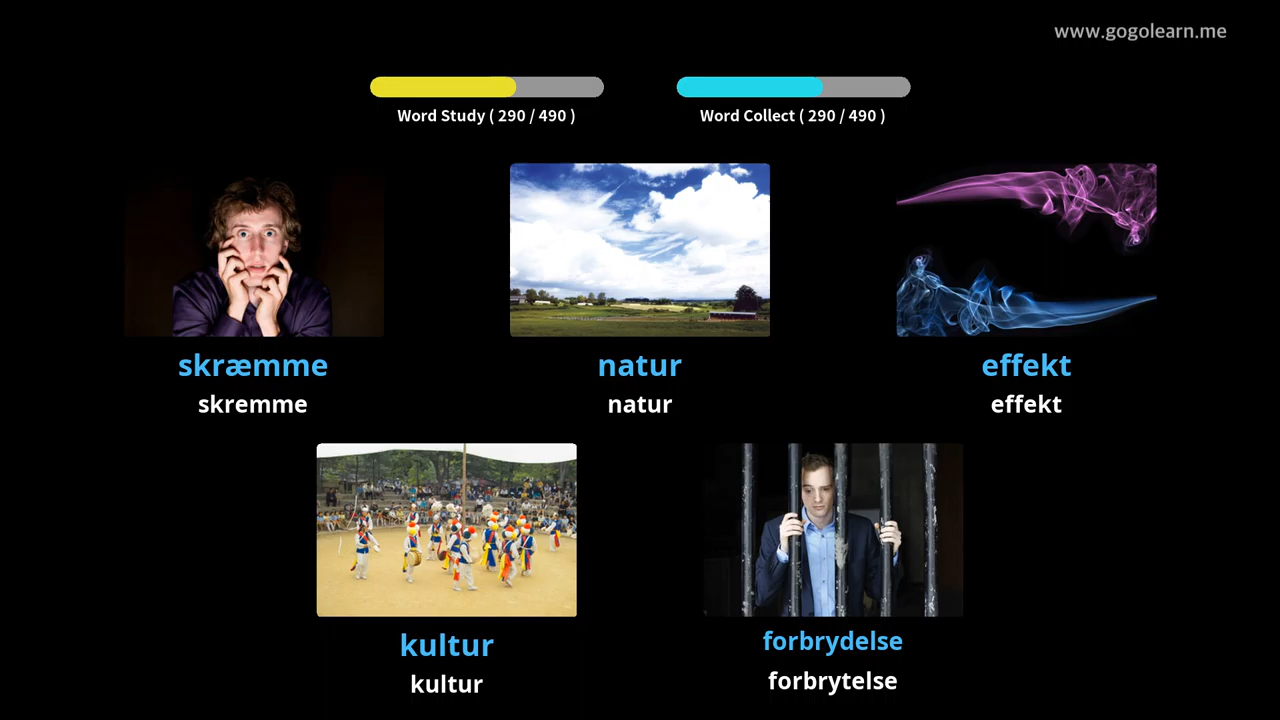 www.gogolearn.me
Word Study ( 290 / 490 )
Word Collect ( 290 / 490 )
skræmme
skremme
natur
natur
effekt
effekt
kultur
kultur
forbrydelse
forbrytelse